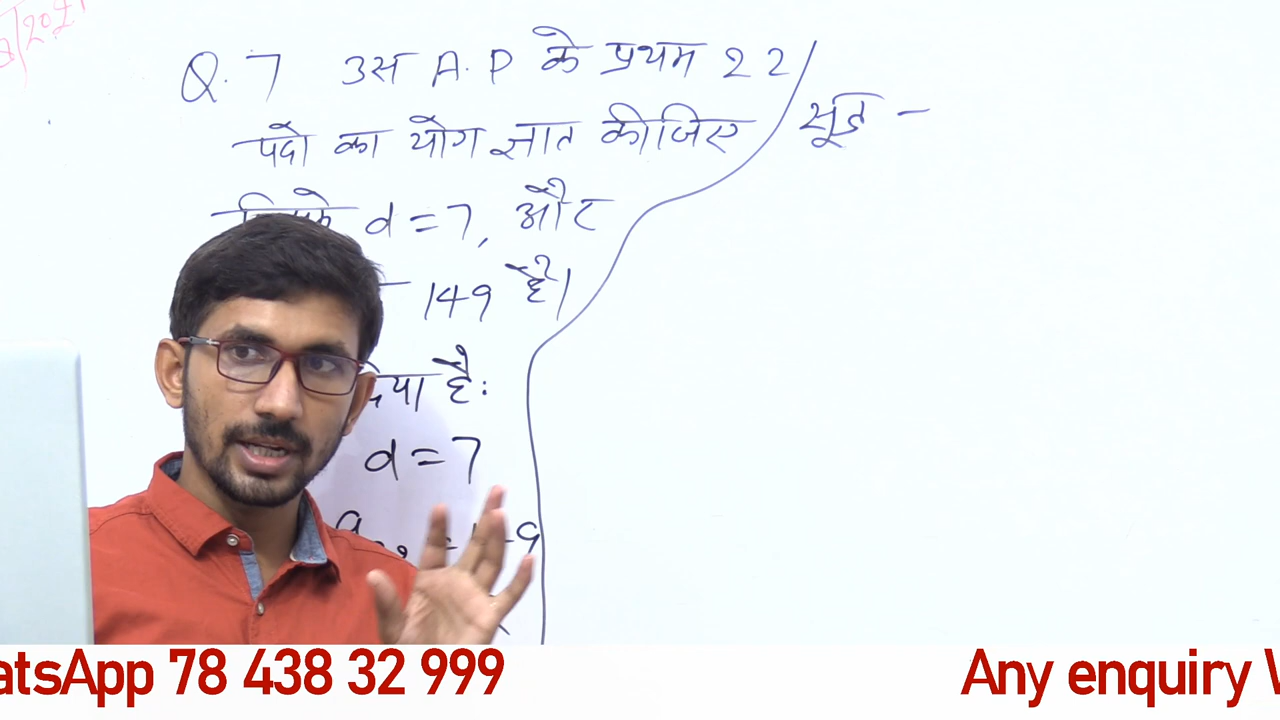 Q.7 उस A.P के प्रथम 22
पदो का योग ज्ञात कीजिए
d=7, और
149 है।
दिया है:
d=7
सूत्र -
atsApp 78 438 32 999
Any enquiry W